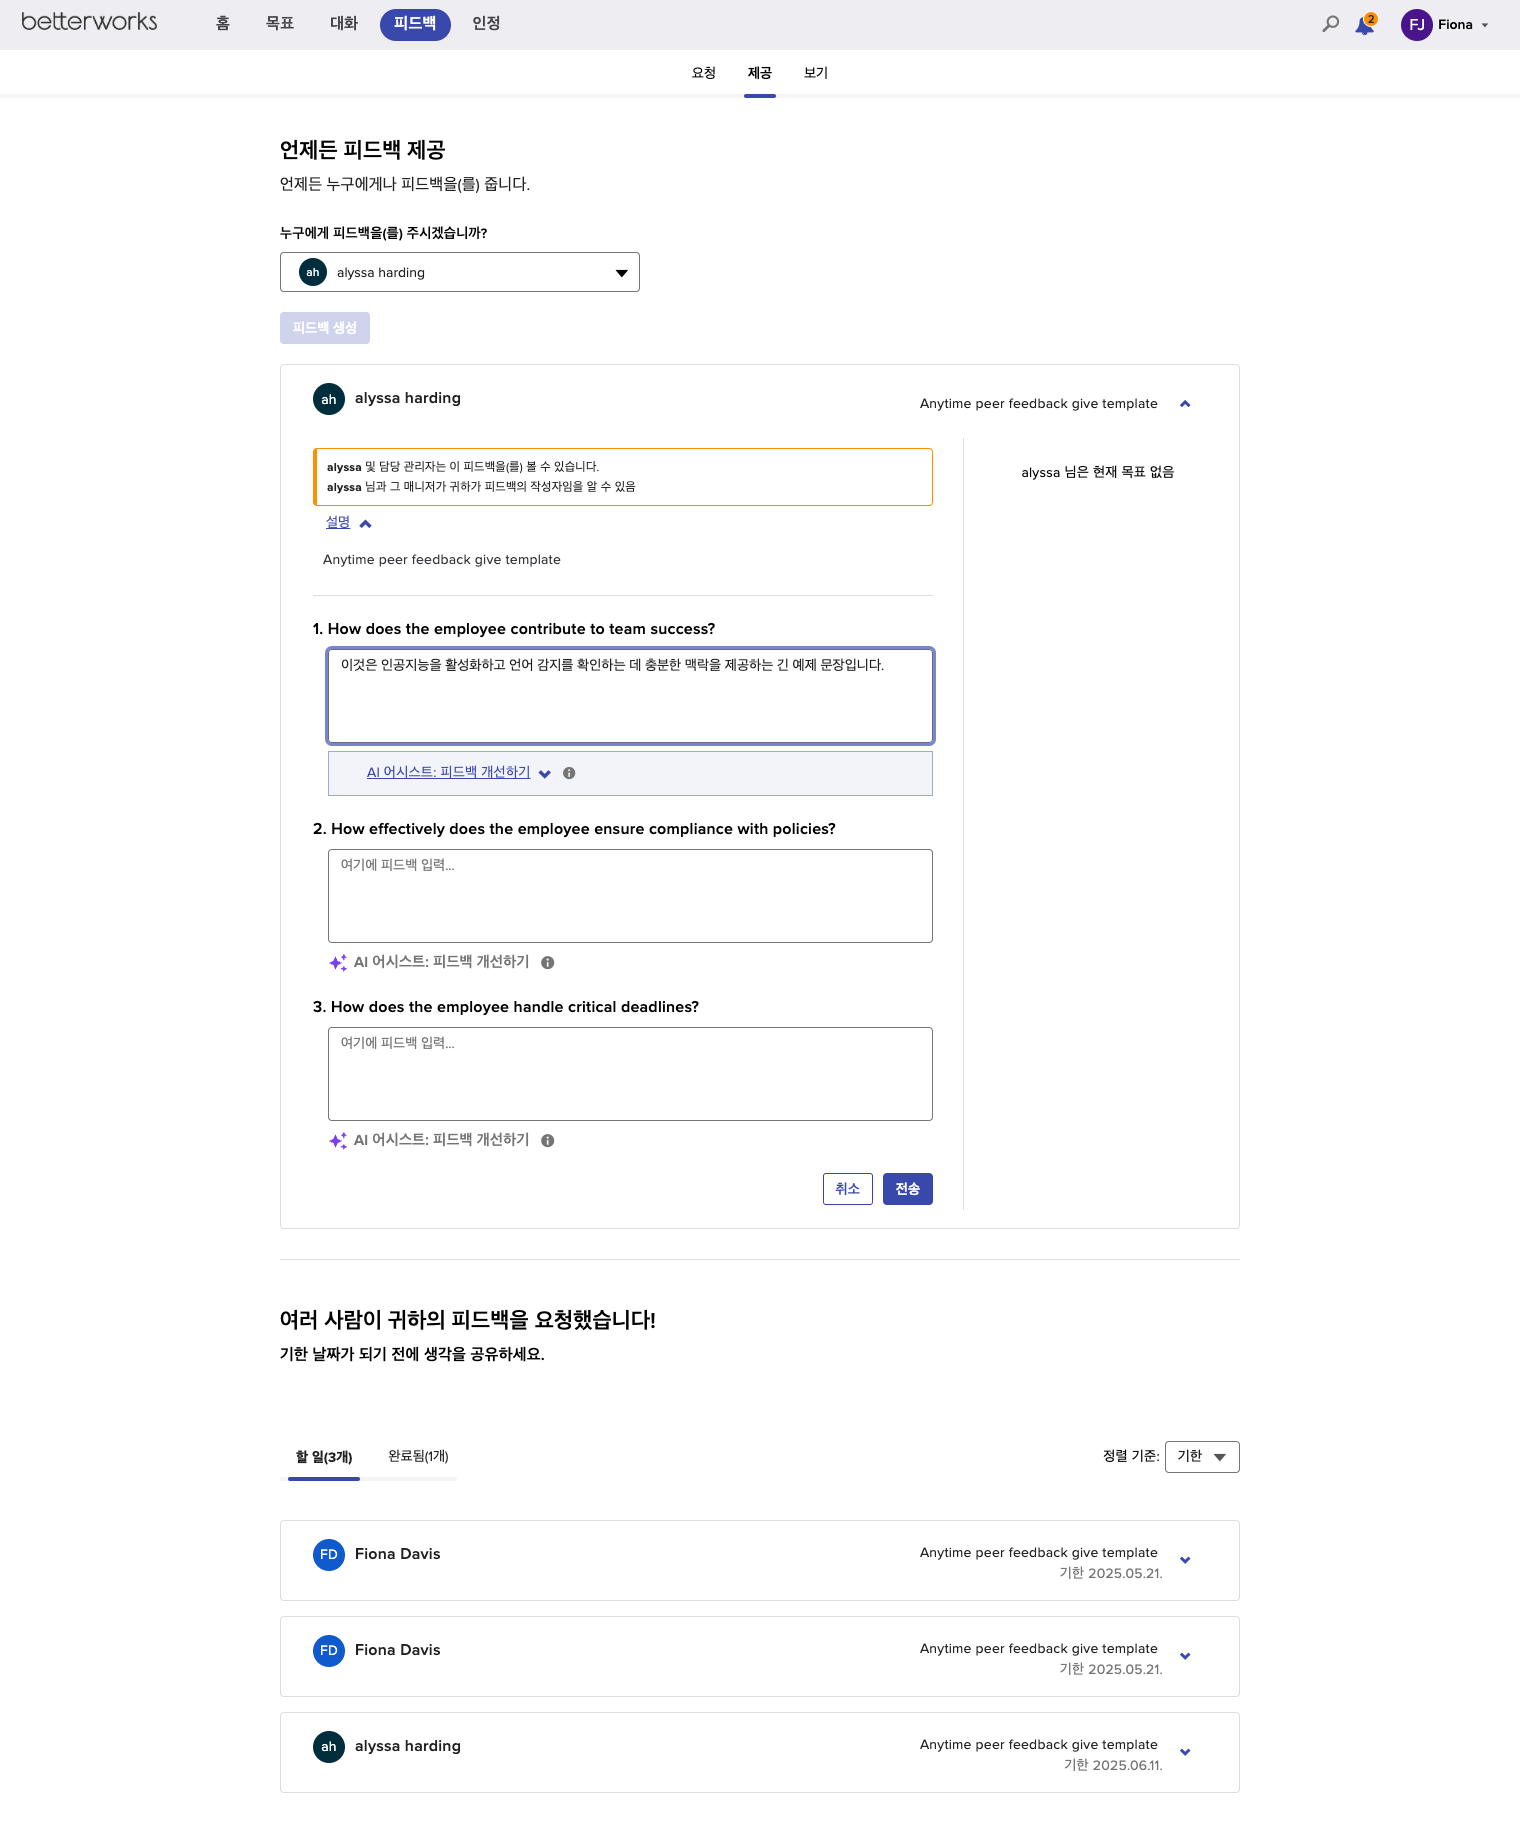 betterworks
홈 목표 대화 피드백 인정
2
FJ Fiona
요청 제공 보기
언제든 피드백 제공
언제든 누구에게나 피드백을(를) 줍니다.
누구에게 피드백을(를) 주시겠습니까?
ah alyssa harding
피드백 생성
ah alyssa harding
Anytime peer feedback give template
alyssa 및 담당 관리자는 이 피드백을(를) 볼 수 있습니다.
alyssa 님과 그 매니저가 귀하가 피드백의 작성자임을 알 수 있음
alyssa 님은 현재 목표 없음
설명
Anytime peer feedback give template
1. How does the employee contribute to team success?
이것은 인공지능을 활성화하고 언어 감지를 확인하는 데 충분한 맥락을 제공하는 긴 예제 문장입니다.
AI 어시스트: 피드백 개선하기
2. How effectively does the employee ensure compliance with policies?
여기에 피드백 입력...
AI 어시스트: 피드백 개선하기
3. How does the employee handle critical deadlines?
여기에 피드백 입력...
AI 어시스트: 피드백 개선하기
취소 전송
여러 사람이 귀하의 피드백을 요청했습니다!
기한 날짜가 되기 전에 생각을 공유하세요.
할 일(3개) 완료됨(1개)
정렬 기준: 기한
FD Fiona Davis
Anytime peer feedback give template
기한 2025.05.21.
FD Fiona Davis
Anytime peer feedback give template
기한 2025.05.21.
ah alyssa harding
Anytime peer feedback give template
기한 2025.06.11.